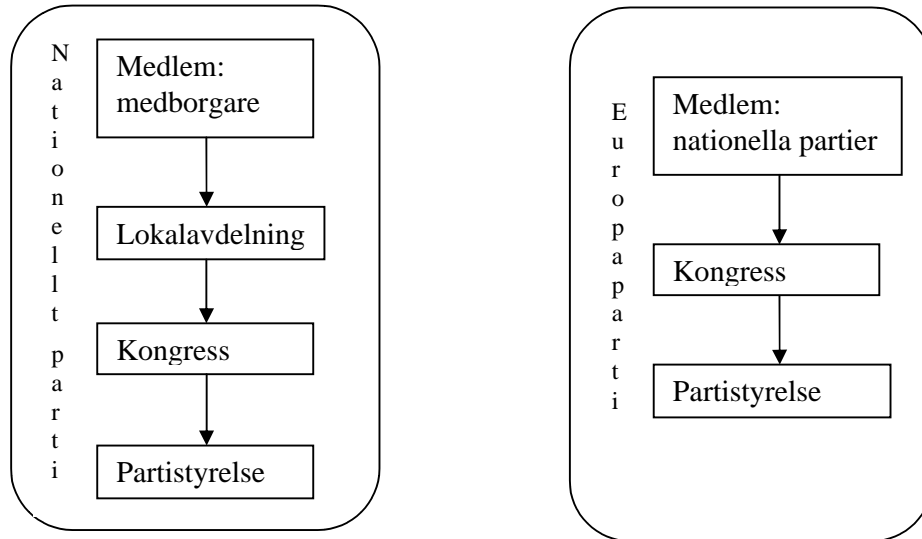 Nationellt parti
Medlem:
medborgare
Lokalavdelning
Kongress
Partistyrelse
Europaparti
Medlem:
nationella partier
Kongress
Partistyrelse